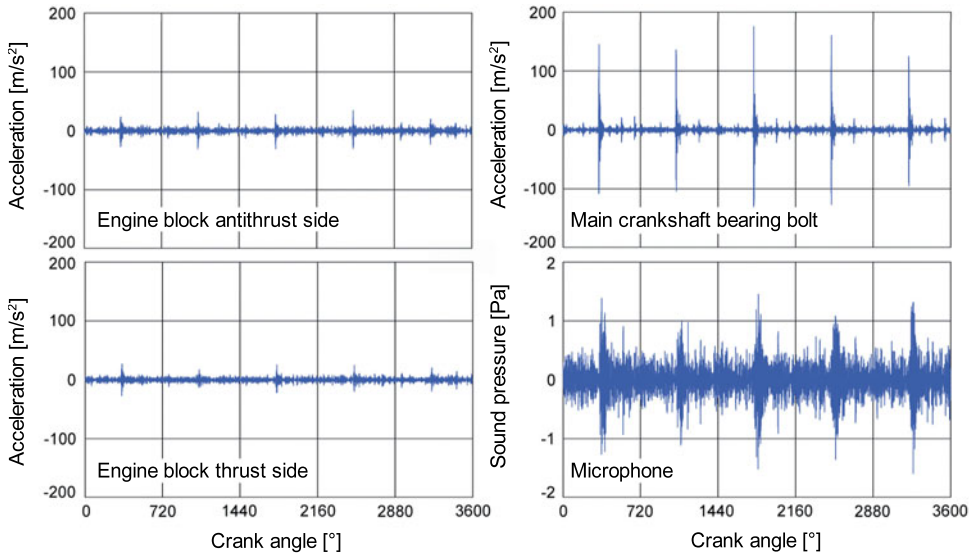 Acceleration [m/s²]
200
100
0
-100
-200
Engine block antithrust side
Acceleration [m/s²]
200
100
0
-100
-200
Main crankshaft bearing bolt
Acceleration [m/s²]
200
100
0
-100
-200
Engine block thrust side
0 720 1440 2160 2880 3600
Crank angle [°]
Sound pressure [Pa]
2
1
0
-1
-2
Microphone
0 720 1440 2160 2880 3600
Crank angle [°]